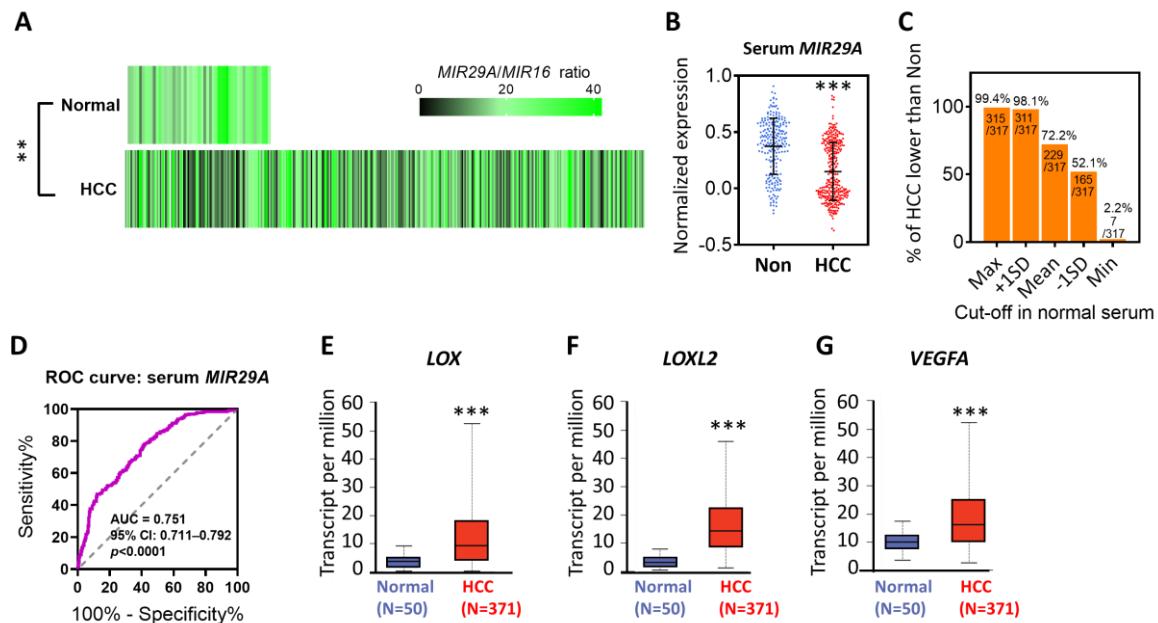 A
MIR29A/MIR16 ratio
0 20 40
Normal
**
HCC
B
Serum MIR29A
Normalized expression
1.0
0.5
0.0
-0.5
***
Non HCC
C
% of HCC lower than Non
100
50
0
99.4%
315
/317
98.1%
311
/317
72.2%
229
/317
52.1%
165
/317
2.2%
7
/317
Max +1SD Mean -1SD Min
Cut-off in normal serum
D
ROC curve: serum MIR29A
Sensitivity%
100
80
60
40
20
0
AUC = 0.751
95% CI: 0.711–0.792
p<0.0001
0 20 40 60 80 100
100% - Specificity%
E
LOX
Transcript per million
60
50
40
30
20
10
0
***
Normal HCC
(N=50) (N=371)
F
LOXL2
Transcript per million
60
50
40
30
20
10
0
***
Normal HCC
(N=50) (N=371)
G
VEGFA
Transcript per million
60
50
40
30
20
10
0
***
Normal HCC
(N=50) (N=371)